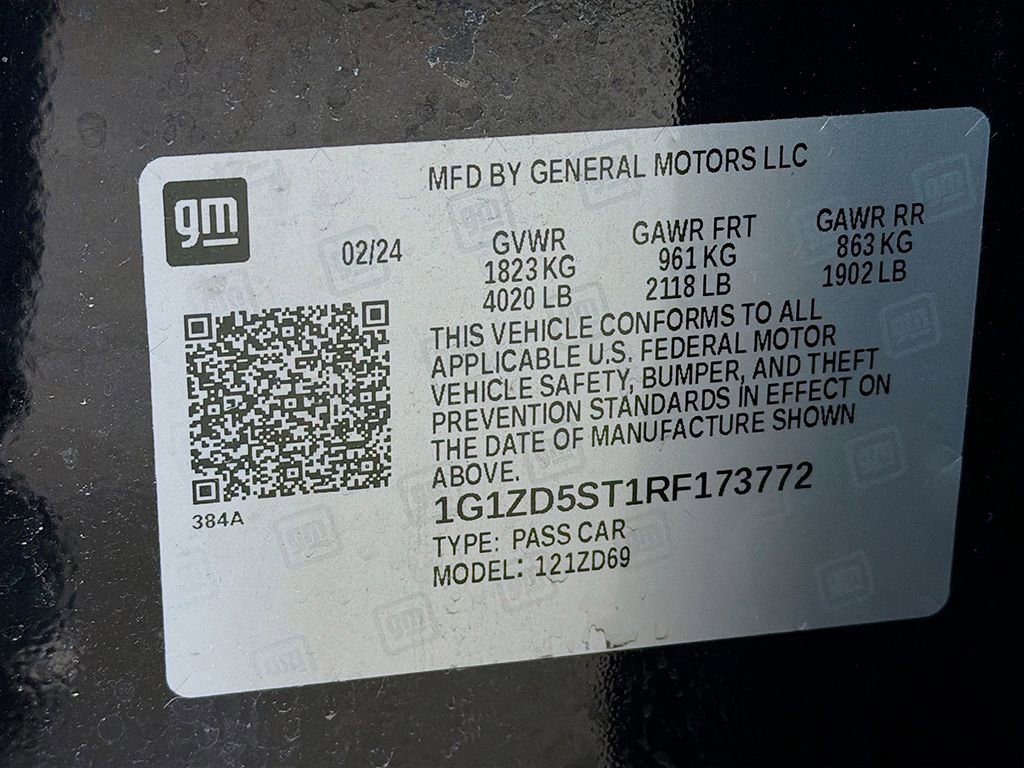 MFD BY GENERAL MOTORS LLC
gm
02/24
GVWR
1823 KG
4020 LB
GAWR FRT
961 KG
2118 LB
GAWR RR
863 KG
1902 LB
THIS VEHICLE CONFORMS TO ALL
APPLICABLE U.S. FEDERAL MOTOR
VEHICLE SAFETY, BUMPER, AND THEFT
PREVENTION STANDARDS IN EFFECT ON
THE DATE OF MANUFACTURE SHOWN
ABOVE.
1G1ZD5ST1RF173772
TYPE: PASS CAR
MODEL: 121ZD69
384A